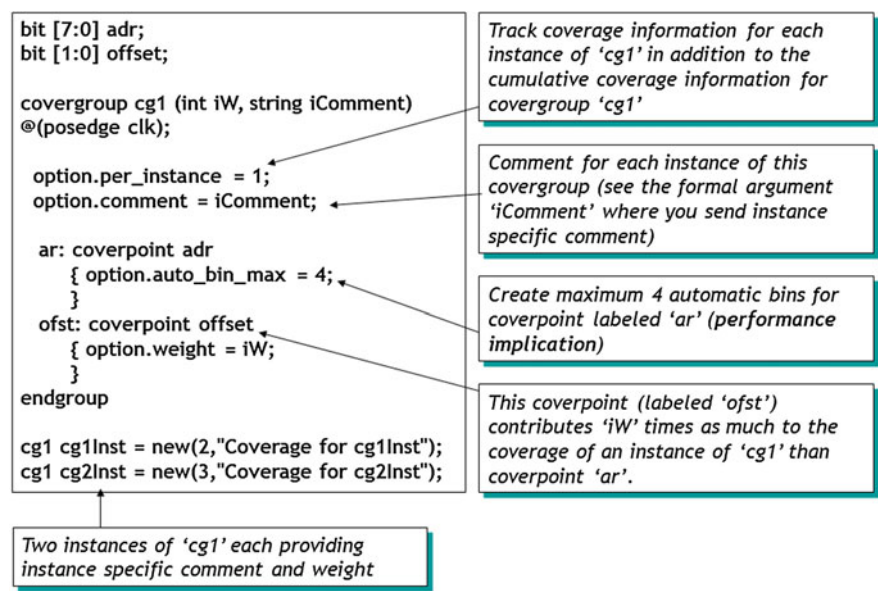 bit [7:0] adr;
bit [1:0] offset;
covergroup cg1 (int iW, string iComment)
@(posedge clk);
option.per_instance = 1;
option.comment = iComment;
ar: coverpoint adr
{ option.auto_bin_max = 4;
}
ofst: coverpoint offset
{ option.weight = iW;
}
endgroup
cg1 cg1Inst = new(2,"Coverage for cg1Inst");
cg1 cg2Inst = new(3,"Coverage for cg2Inst");
Track coverage information for each
instance of ‘cg1’ in addition to the
cumulative coverage information for
covergroup ‘cg1’
Comment for each instance of this
covergroup (see the formal argument
‘iComment’ where you send instance
specific comment)
Create maximum 4 automatic bins for
coverpoint labeled ‘ar’ (performance
implication)
This coverpoint (labeled ‘ofst’)
contributes ‘iW’ times as much to the
coverage of an instance of ‘cg1’ than
coverpoint ‘ar’.
Two instances of ‘cg1’ each providing
instance specific comment and weight